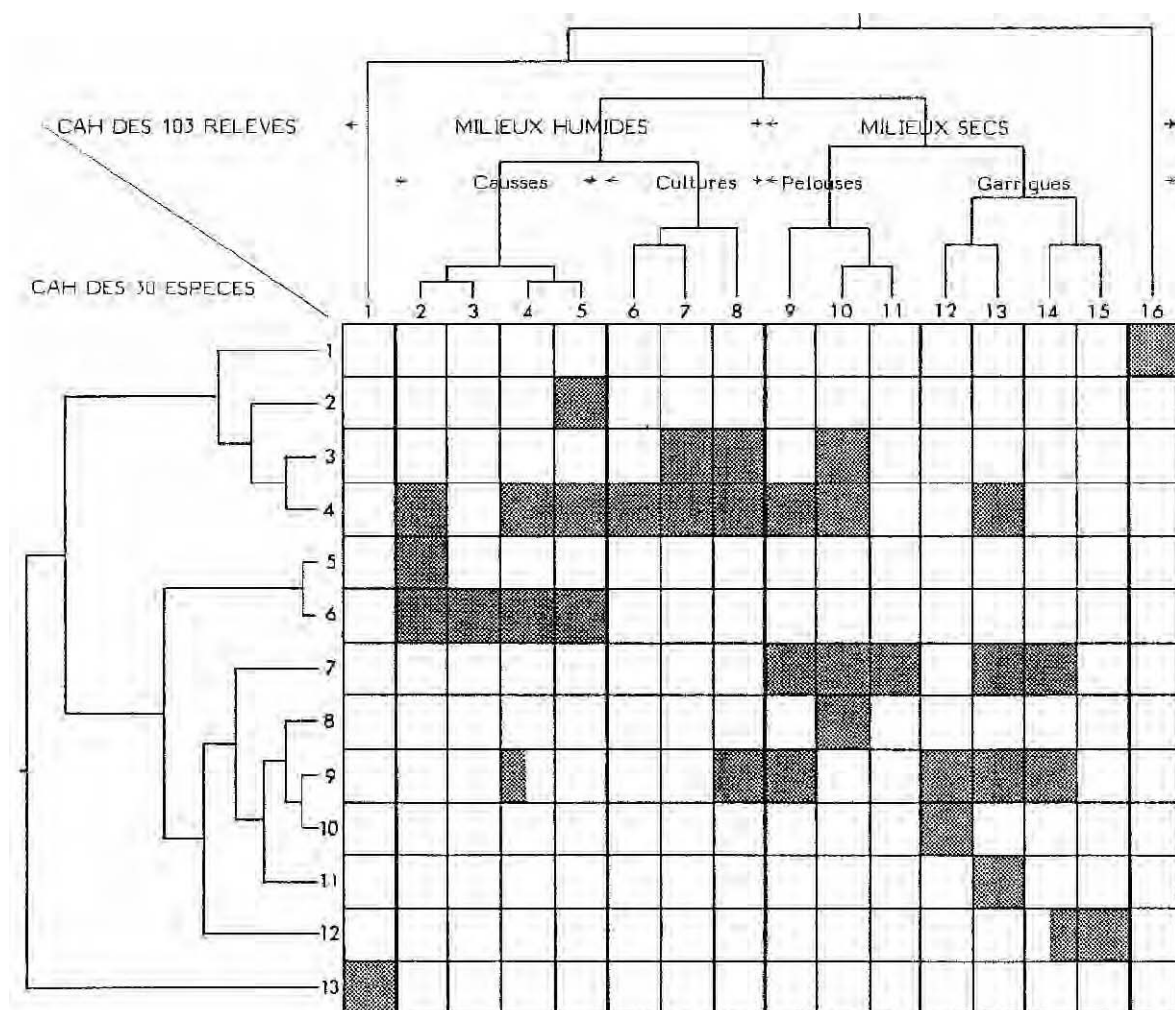 CAH DES 103 RELEVES
MILIEUX HUMIDES
MILIEUX SECS
Causses
Cultures
Pelouses
Garrigues
CAH DES 30 ESPECES
1 2 3 4 5 6 7 8 9 10 11 12 13 14 15 16
1
2
3
4
5
6
7
8
9
10
11
12
13